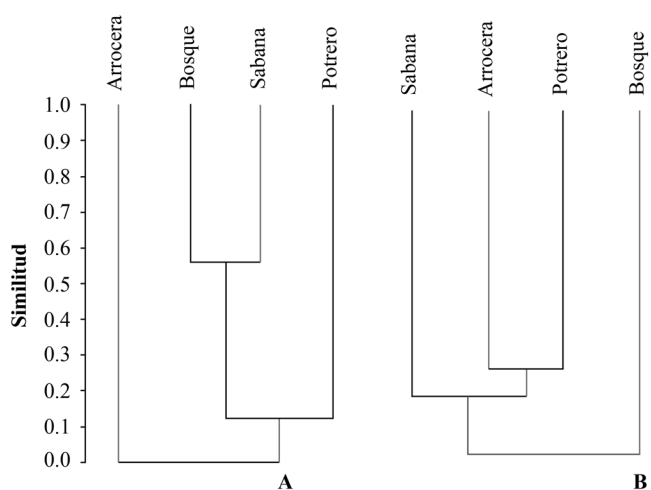 Arrocera
Bosque
Sabana
Potrero
Sabana
Arrocera
Potrero
Bosque
Similitud
1.0
0.9
0.8
0.7
0.6
0.5
0.4
0.3
0.2
0.1
0.0
A
B